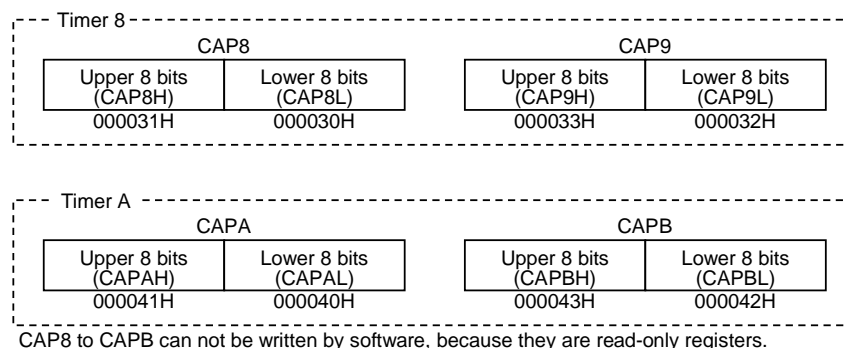 Timer 8
CAP8 CAP9
Upper 8 bits Lower 8 bits Upper 8 bits Lower 8 bits
(CAP8H) (CAP8L) (CAP9H) (CAP9L)
000031H 000030H 000033H 000032H
Timer A
CAPA CAPB
Upper 8 bits Lower 8 bits Upper 8 bits Lower 8 bits
(CAPAH) (CAPAL) (CAPBH) (CAPBL)
000041H 000040H 000043H 000042H
CAP8 to CAPB can not be written by software, because they are read-only registers.